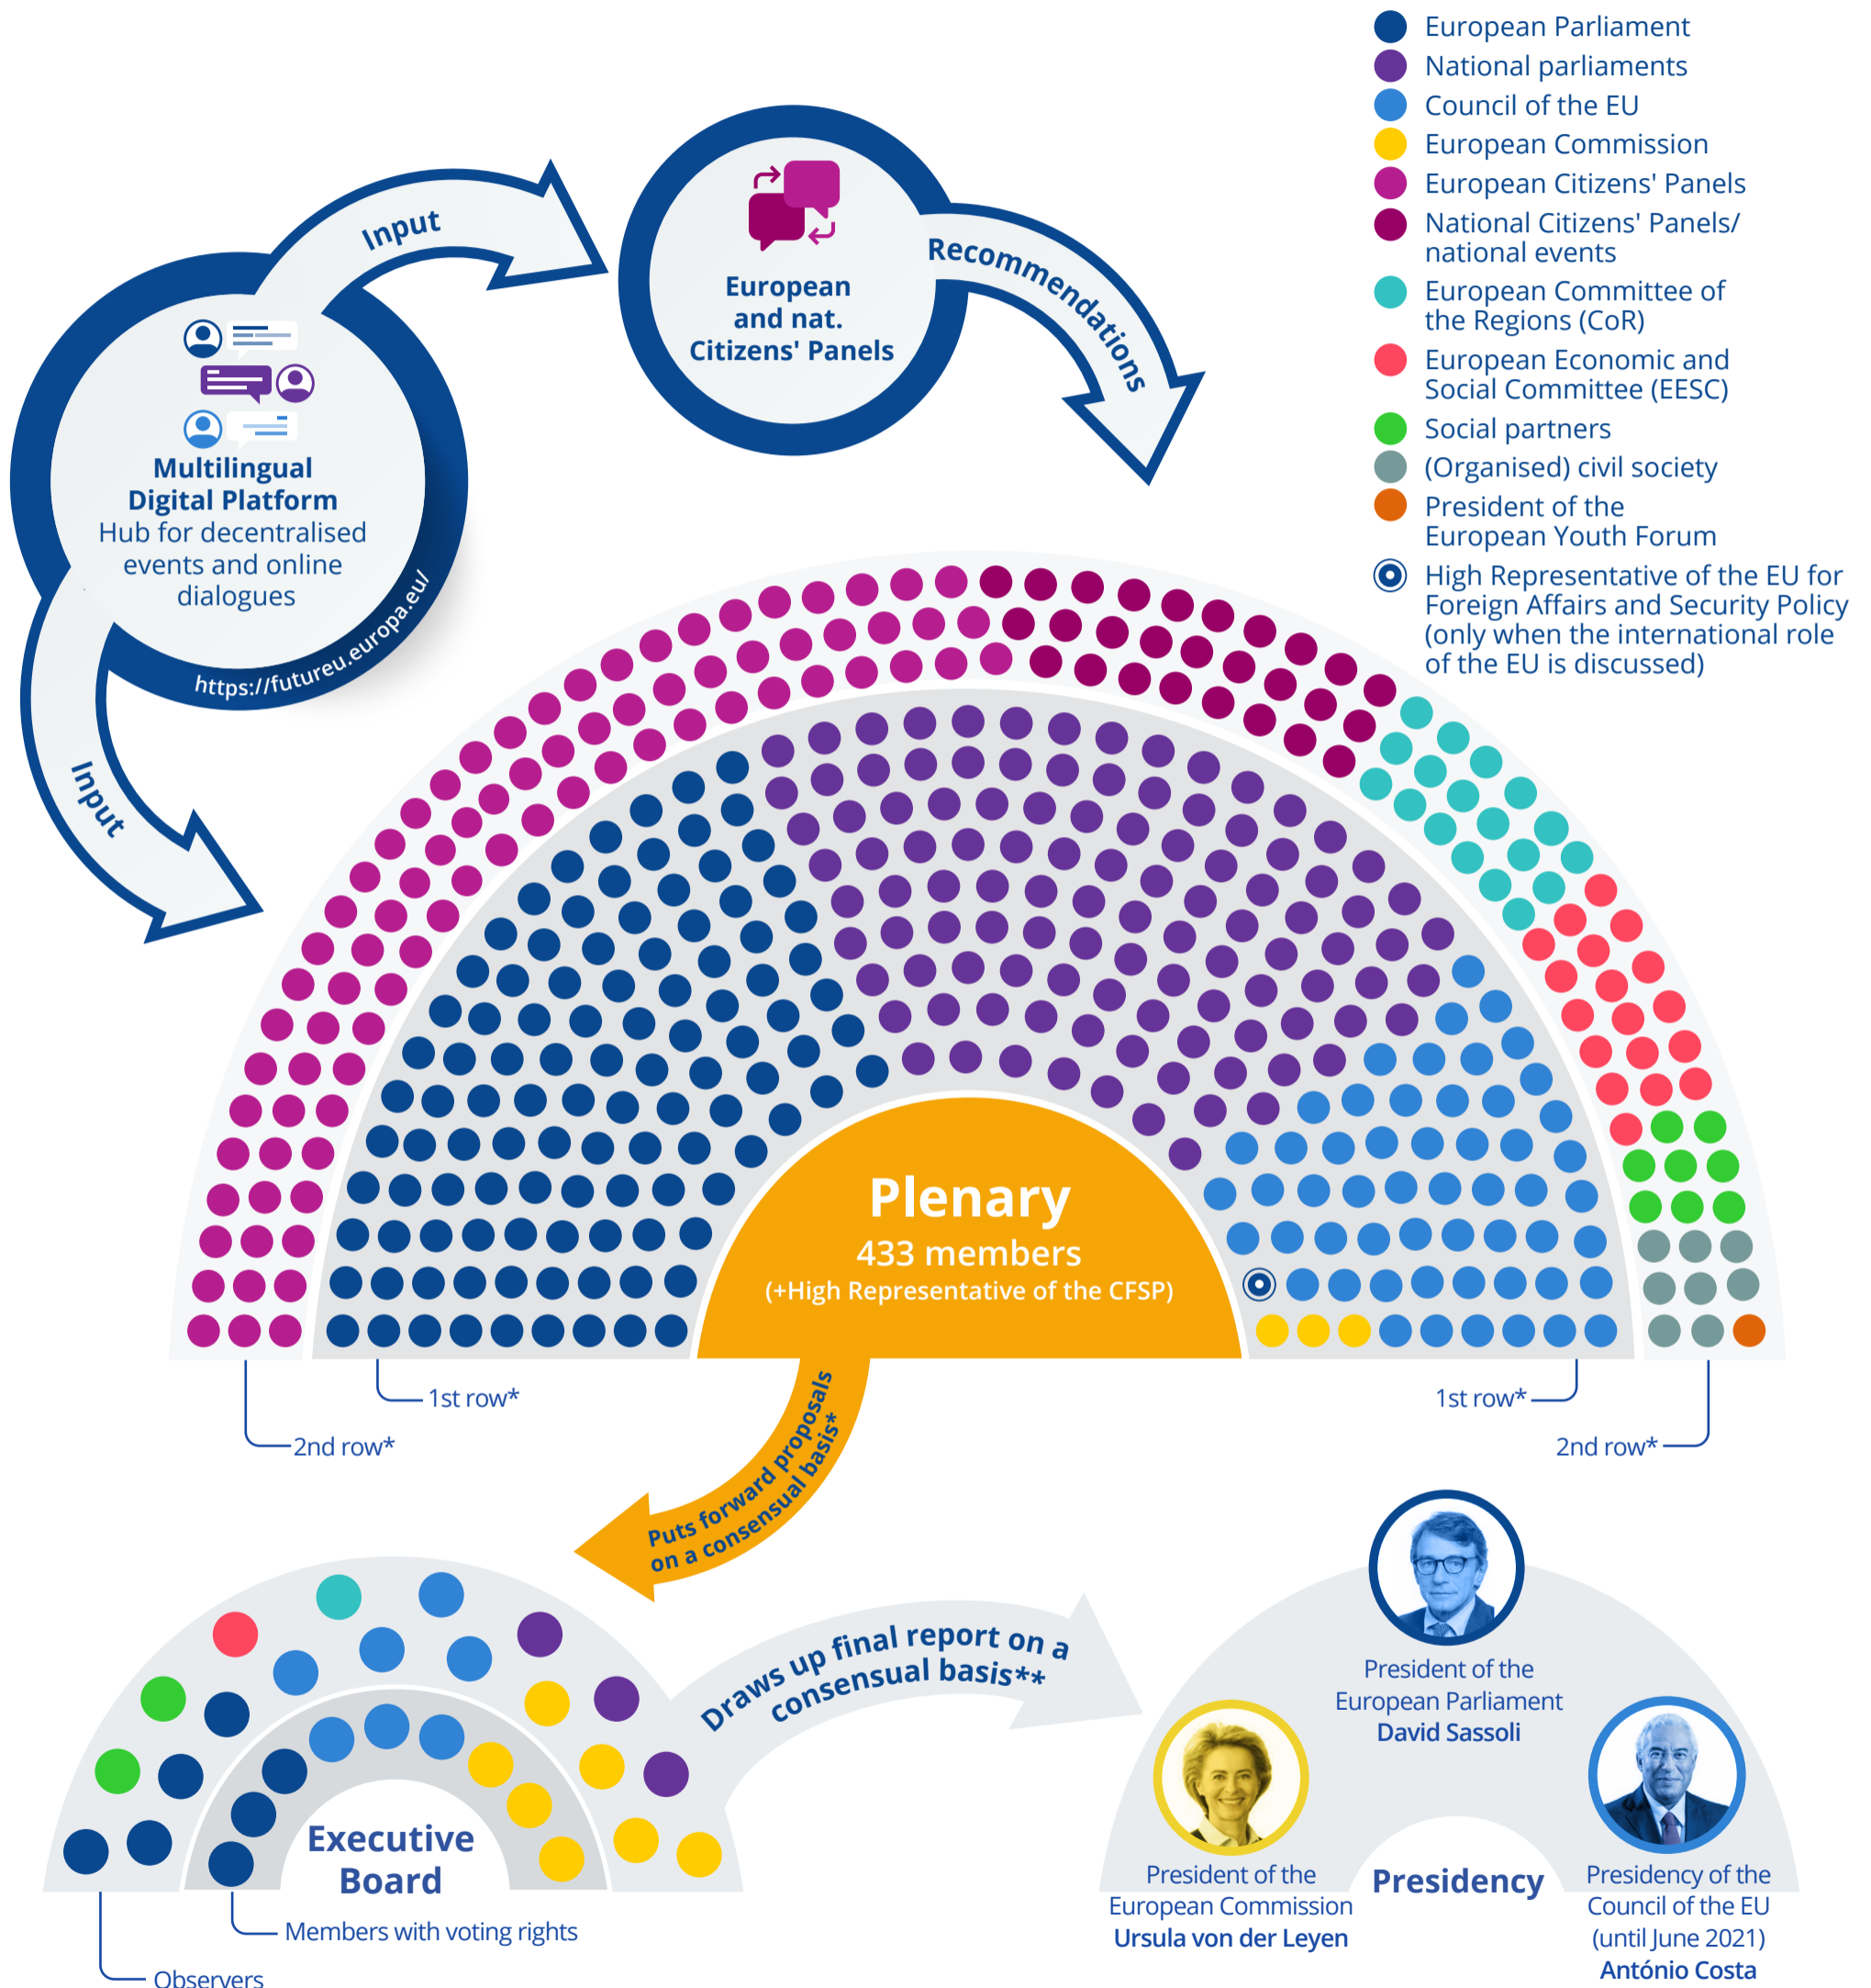 European Parliament
National parliaments
Council of the EU
European Commission
European Citizens' Panels
National Citizens' Panels/
national events
European Committee of
the Regions (CoR)
European Economic and
Social Committee (EESC)
Social partners
(Organised) civil society
President of the
European Youth Forum
High Representative of the EU for
Foreign Affairs and Security Policy
(only when the international role
of the EU is discussed)
Input
European
and nat.
Citizens' Panels
Recommendations
Multilingual
Digital Platform
Hub for decentralised
events and online
dialogues
https://futureu.europa.eu/
Input
Plenary
433 members
(+High Representative of the CFSP)
1st row*
2nd row*
1st row*
2nd row*
Puts forward proposals
on a consensual basis*
Draws up final report on a
consensual basis**
Executive
Board
Members with voting rights
Observers
President of the
European Parliament
David Sassoli
President of the
European Commission
Ursula von der Leyen
Presidency
Presidency of the
Council of the EU
(until June 2021)
António Costa